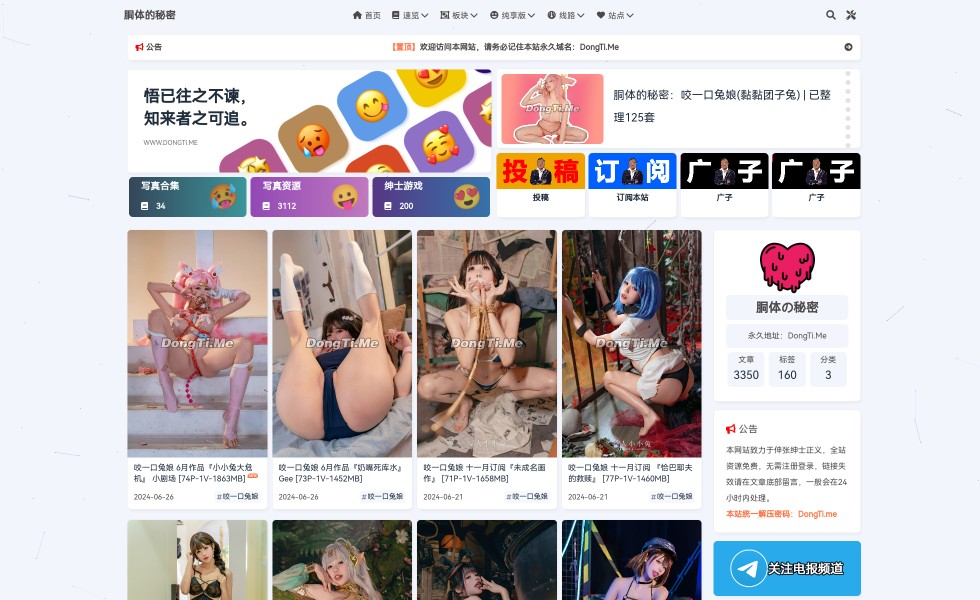 胴体的秘密
首页 速览 板块 纯享版 线路 站点
公告
【置顶】欢迎访问本网站，请务必记住本站永久域名：DongTi.Me
悟已往之不谏，
知来者之可追。
WWW.DONGTI.ME
DongTi.Me
胴体的秘密：咬一口兔娘(黏黏团子兔) | 已整
理125套
写真合集
34
写真资源
3112
绅士游戏
200
投稿
投稿
订阅
订阅本站
广子
广子
广子
广子
DongTi.Me
咬一口兔娘 6月作品『小小兔大危
机』 小剧场 [74P-1V-1863MB]
2024-06-26
#咬一口兔娘
DongTi.Me
咬一口兔娘 6月作品『奶嘴死库水』
Gee [73P-1V-1452MB]
2024-06-26
#咬一口兔娘
DongTi.Me
咬一口兔娘 十一月订阅『未成名画
作』 [71P-1V-1658MB]
2024-06-21
#咬一口兔娘
DongTi.Me
咬一口兔娘 十一月订阅 『恰巴耶夫
的救赎』 [77P-1V-1460MB]
2024-06-21
#咬一口兔娘
胴体の秘密
永久地址：DongTi.Me
文章
3350
标签
160
分类
3
公告
本网站致力于伸张绅士正义，全站
资源免费，无需注册登录，链接失
效请在文章底部留言，一般会在24
小时内处理。
本站统一解压密码：DongTi.me
关注电报频道